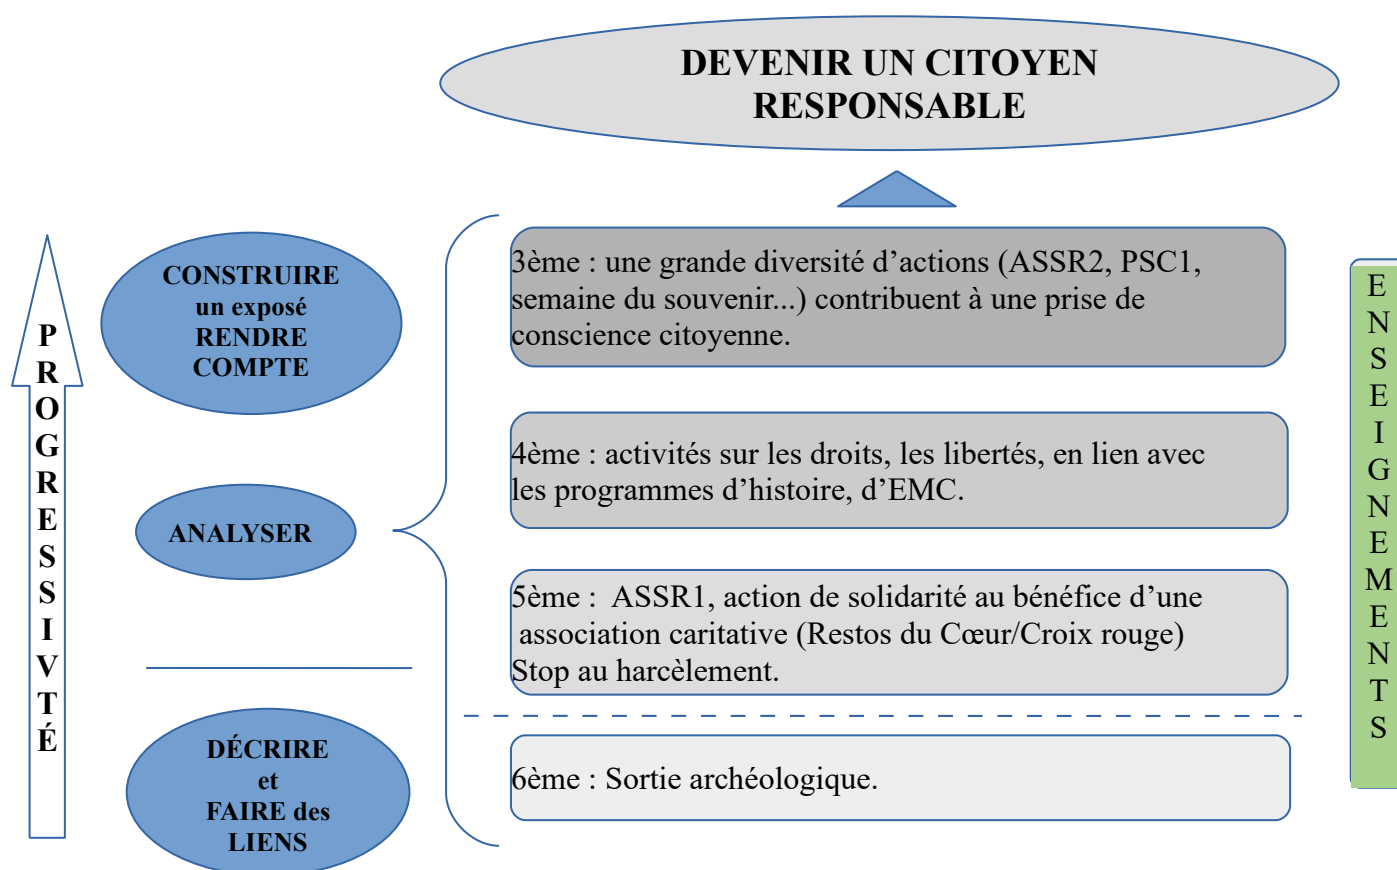 DEVENIR UN CITOYEN
RESPONSABLE
PROGRESSVTÉ
CONSTRUIRE
un exposé
RENDRE
COMPTE
3ème : une grande diversité d’actions (ASSR2, PSC1,
semaine du souvenir...) contribuent à une prise de
conscience citoyenne.
ANALYSER
4ème : activités sur les droits, les libertés, en lien avec
les programmes d’histoire, d’EMC.
5ème :  ASSR1, action de solidarité au bénéfice d’une
association caritative (Restos du Cœur/Croix rouge)
Stop au harcèlement.
DÉCRIRE
et
FAIRE des
LIENS
6ème : Sortie archéologique.
ENSEIGNEMENTS